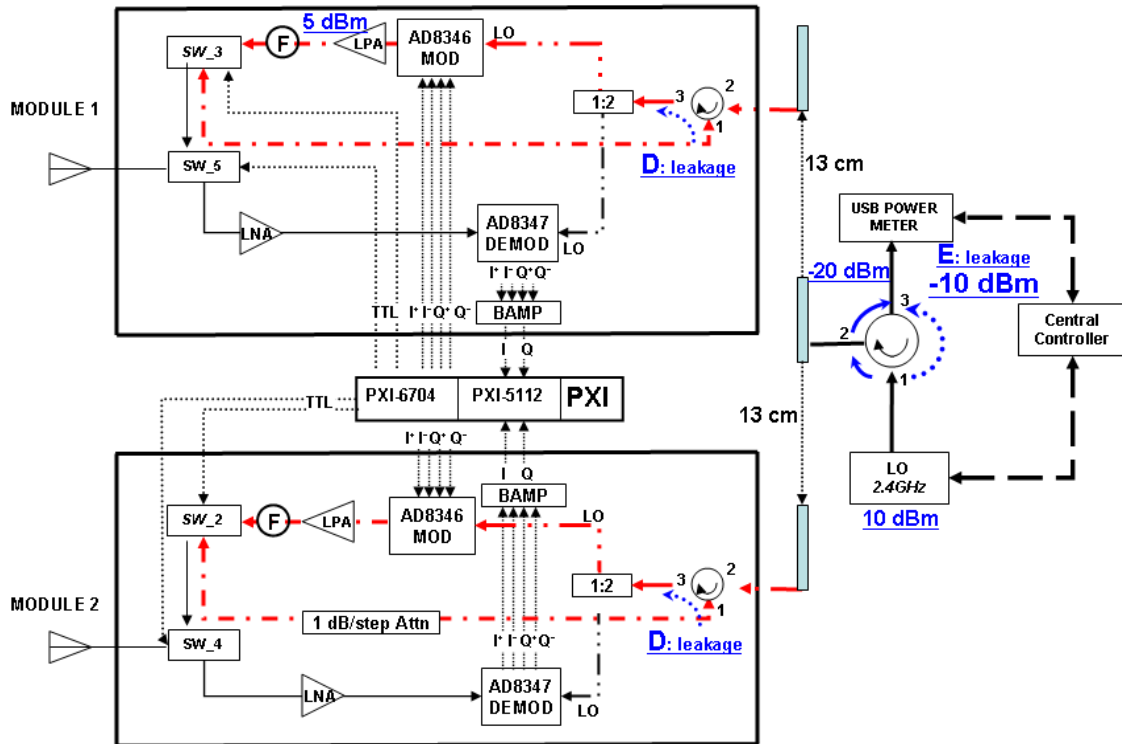 MODULE 1
SW_3
F
5 dBm
LPA
AD8346
MOD
LO
1:2
3
2
1
D: leakage
SW_5
LNA
AD8347
DEMOD
LO
I⁺ I⁻ Q⁺ Q⁻
BAMP
TTL
I⁺ I⁻ Q⁺ Q⁻
I Q
13 cm
USB POWER
METER
E: leakage
-20 dBm
-10 dBm
3
2
1
Central
Controller
PXI-6704
PXI-5112
PXI
TTL
13 cm
LO
2.4GHz
10 dBm
MODULE 2
I⁺ I⁻ Q⁺ Q⁻
I Q
BAMP
SW_2
F
LPA
AD8346
MOD
LO
1:2
3
2
1
1 dB/step Attn
D: leakage
SW_4
I⁺ I⁻ Q⁺ Q⁻
LNA
AD8347
DEMOD
LO